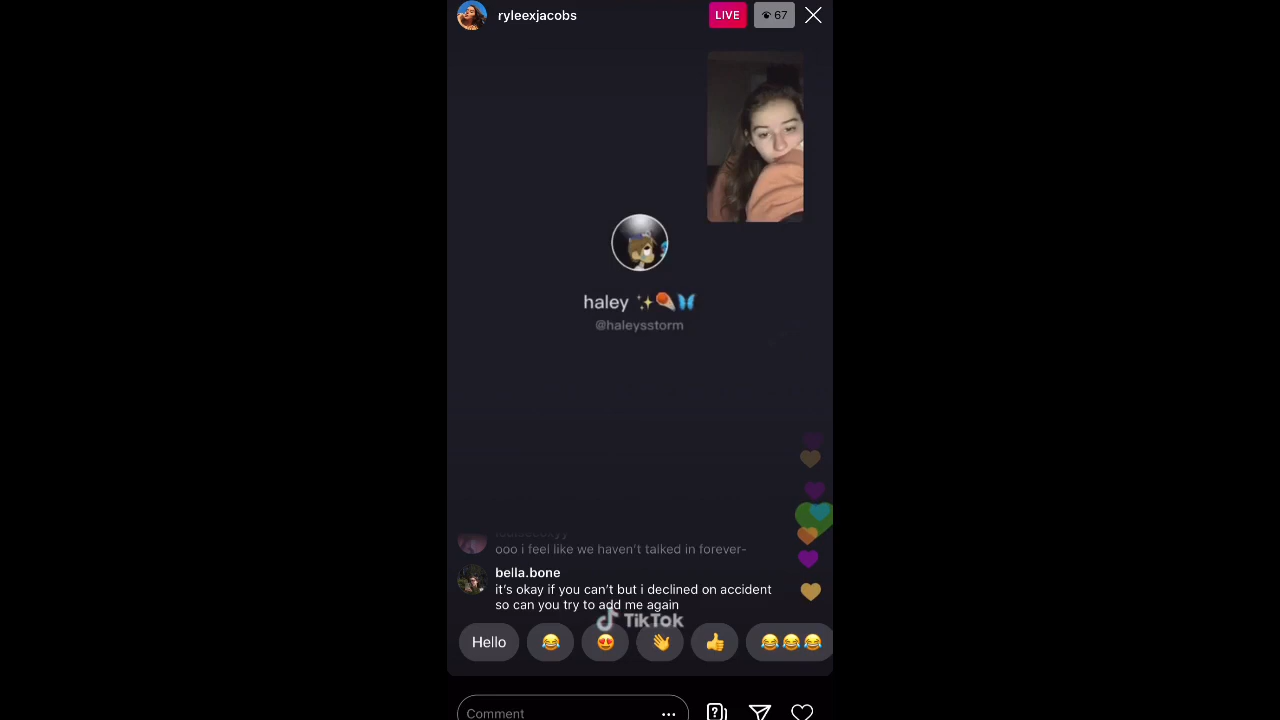 ryleexjacobs
LIVE
67
haley
@haleysstorm
ooo i feel like we haven't talked in forever-
bella.bone
it's okay if you can't but i declined on accident
so can you try to add me again
TikTok
Hello
Comment